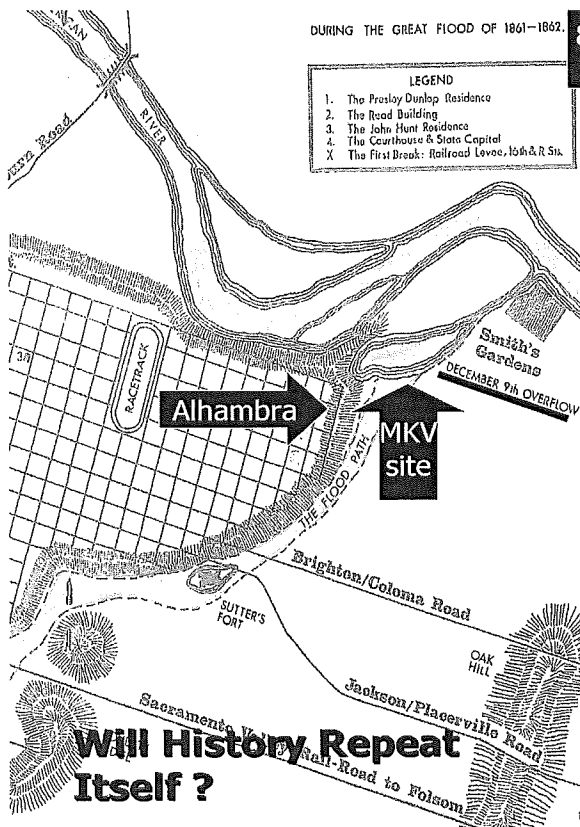 DURING THE GREAT FLOOD OF 1861–1862.
LEGEND
1. The Presley Dunlap Residence
2. The Read Building
3. The John Hunt Residence
4. The Courthouse & State Capital
X The First Break: Railroad Levee, 16th & R Sts.
RIVER
Road
RACETRACK
Smith's
Gardens
DECEMBER 9th OVERFLOW
Alhambra
MKV
site
THE FLOOD PATH
Brighton/Coloma Road
SUTTER'S
FORT
OAK
HILL
Jackson/Placerville Road
Sacramento Valley Rail-Road to Folsom
Will History Repeat
Itself ?